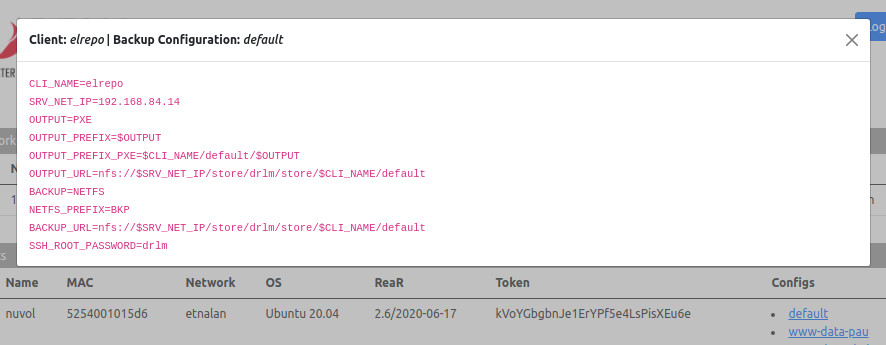 Client: elrepo | Backup Configuration: default
CLI_NAME=elrepo
SRV_NET_IP=192.168.84.14
OUTPUT=PXE
OUTPUT_PREFIX=$OUTPUT
OUTPUT_PREFIX_PXE=$CLI_NAME/default/$OUTPUT
OUTPUT_URL=nfs://$SRV_NET_IP/store/drlm/store/$CLI_NAME/default
BACKUP=NETFS
NETFS_PREFIX=BKP
BACKUP_URL=nfs://$SRV_NET_IP/store/drlm/store/$CLI_NAME/default
SSH_ROOT_PASSWORD=drlm
Name MAC Network OS ReaR Token Configs
nuvol 5254001015d6 etnalan Ubuntu 20.04 2.6/2020-06-17 kVoYGbgbnJe1ErYPf5e4LsPisXEu6e default
www-data-pau